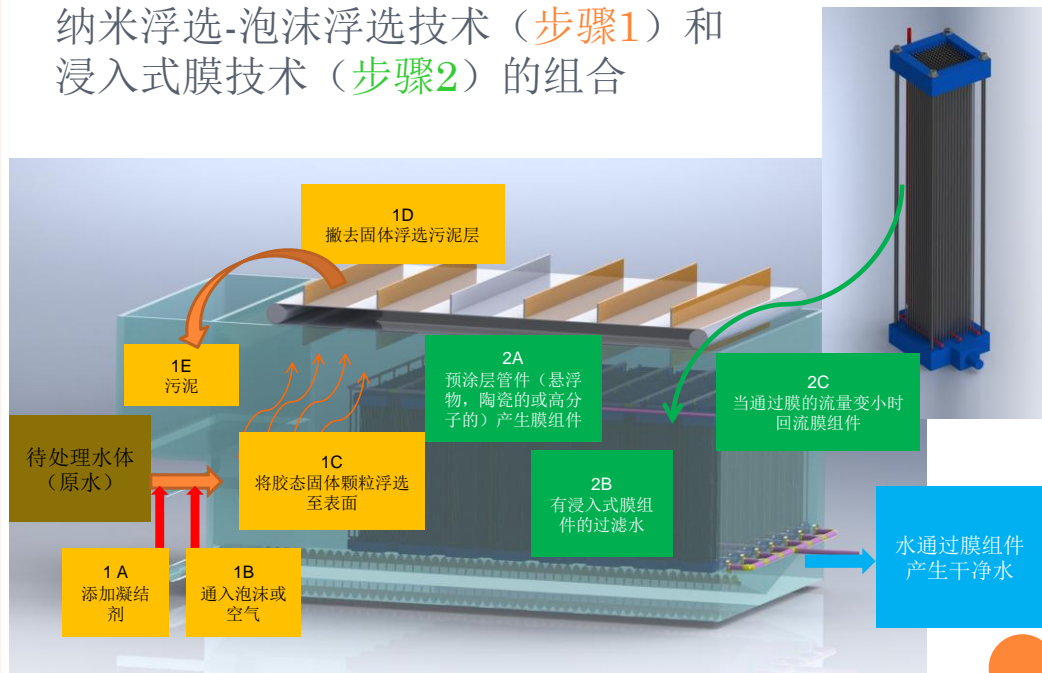 纳米浮选-泡沫浮选技术（步骤1）和
浸入式膜技术（步骤2）的组合
1D
撇去固体浮选污泥层
1E
污泥
2A
预涂层管件（悬浮
物，陶瓷的或高分
子的）产生膜组件
2C
当通过膜的流量变小时
回流膜组件
待处理水体
（原水）
1C
将胶态固体颗粒浮选
至表面
2B
有浸入式膜组
件的过滤水
水通过膜组件
产生干净水
1 A
添加凝结
剂
1B
通入泡沫或
空气